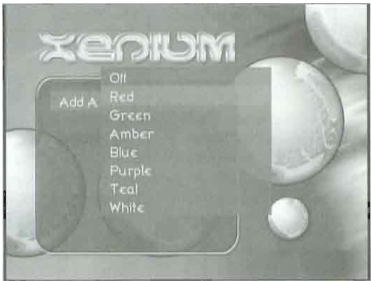 XENIUM
Off
Add A
Red
Green
Amber
Blue
Purple
Teal
White